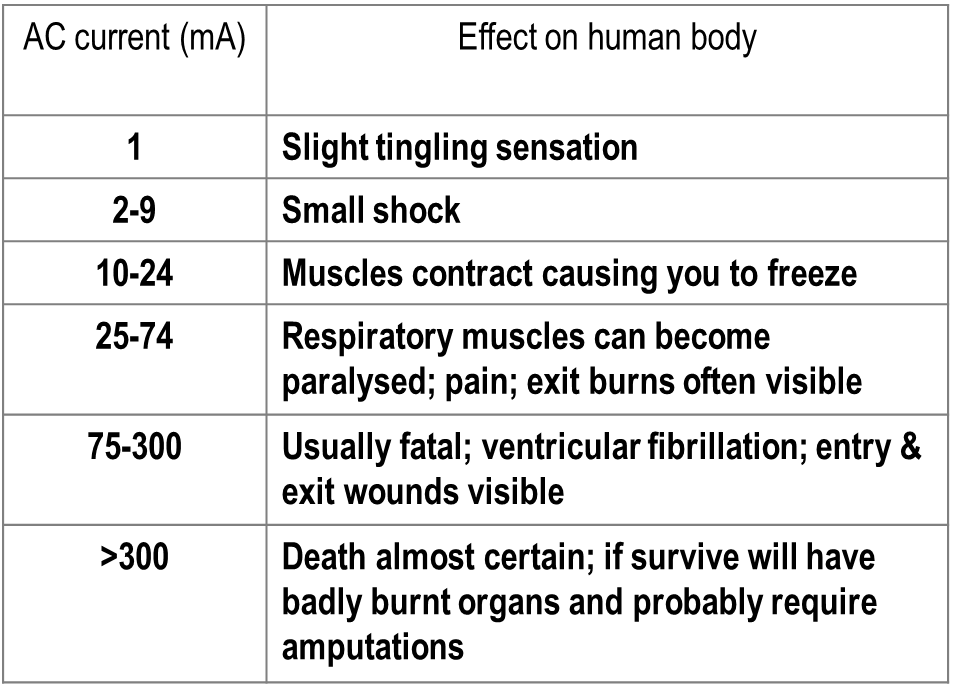 AC current (mA)
Effect on human body
1
Slight tingling sensation
2-9
Small shock
10-24
Muscles contract causing you to freeze
25-74
Respiratory muscles can become
paralysed; pain; exit burns often visible
75-300
Usually fatal; ventricular fibrillation; entry &
exit wounds visible
>300
Death almost certain; if survive will have
badly burnt organs and probably require
amputations